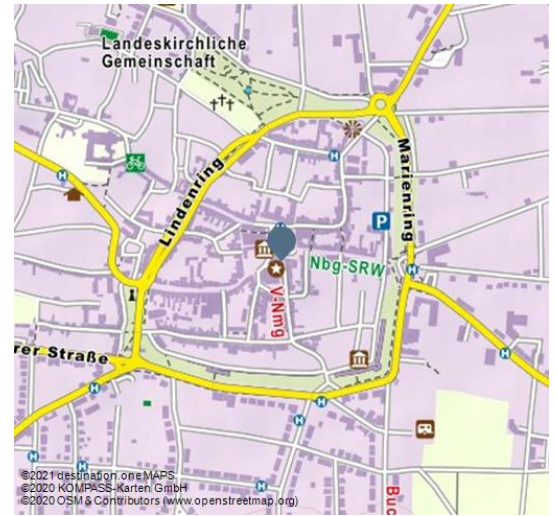 Landeskirchliche
Gemeinschaft
H
H
Marienring
H
Lindenring
P
H
Nbg-SRW
H
V-Nmg
rer Straße
H
H
H
H
H
Buc
©2021 destination.one MAPS
©2020 KOMPASS-Karten GmbH
©2020 OSM & Contributors (www.openstreetmap.org)